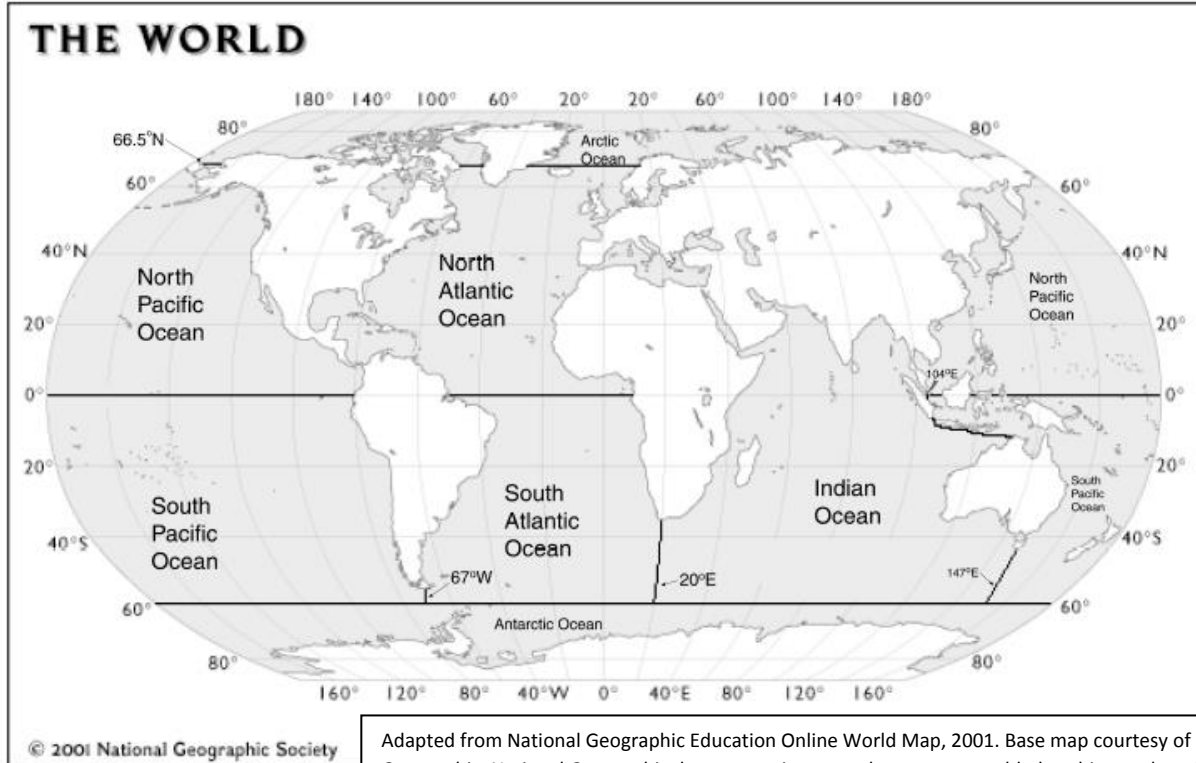 THE WORLD
180° 140° 100° 60° 20° 20° 60° 100° 140° 180°
80° 80°
66.5°N
Arctic
Ocean
60° 60°
40°N 40°N
North
Pacific
Ocean
North
Atlantic
Ocean
North
Pacific
Ocean
20° 20°
104°E
0° 0°
20° 20°
South
Pacific
Ocean
South
Atlantic
Ocean
Indian
Ocean
South
Pacific
Ocean
40°S 40°S
67°W
20°E
147°E
60° 60°
Antarctic Ocean
80° 80°
160° 120° 80° 40°W 0° 40°E 80° 120° 160°
© 2001 National Geographic Society
Adapted from National Geographic Education Online World Map, 2001. Base map courtesy of